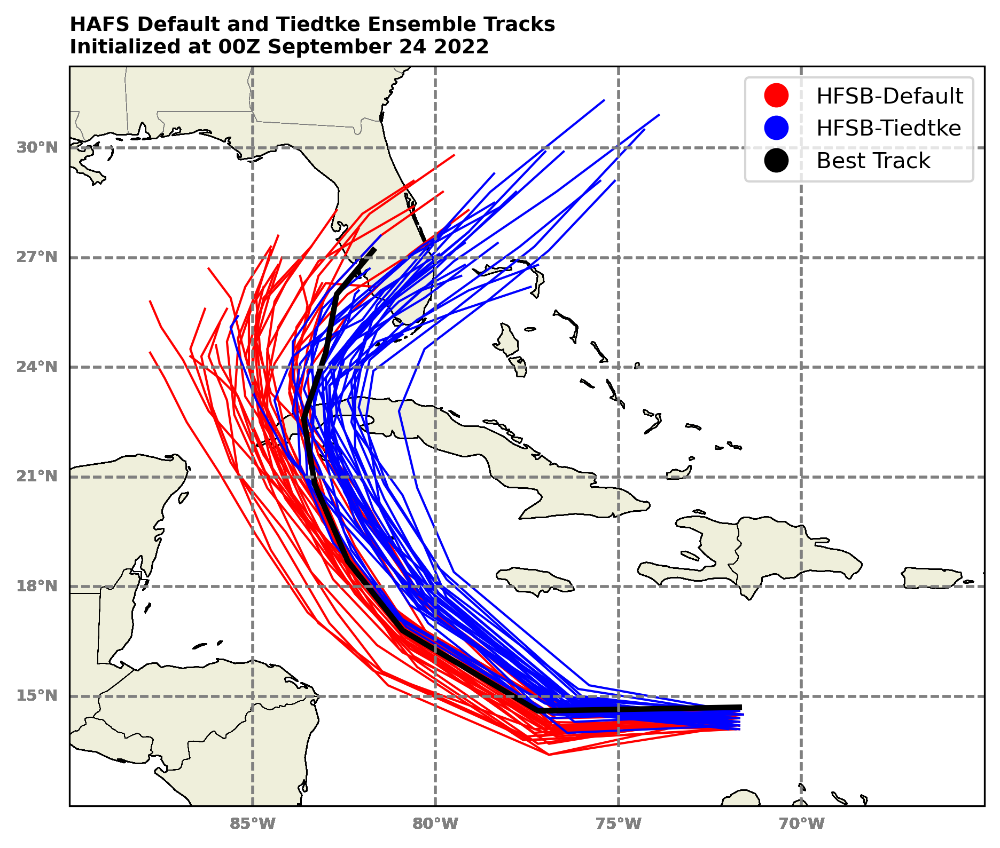 HAFS Default and Tiedtke Ensemble Tracks
Initialized at 00Z September 24 2022
HFSB-Default
HFSB-Tiedtke
Best Track
30°N
27°N
24°N
21°N
18°N
15°N
85°W 80°W 75°W 70°W